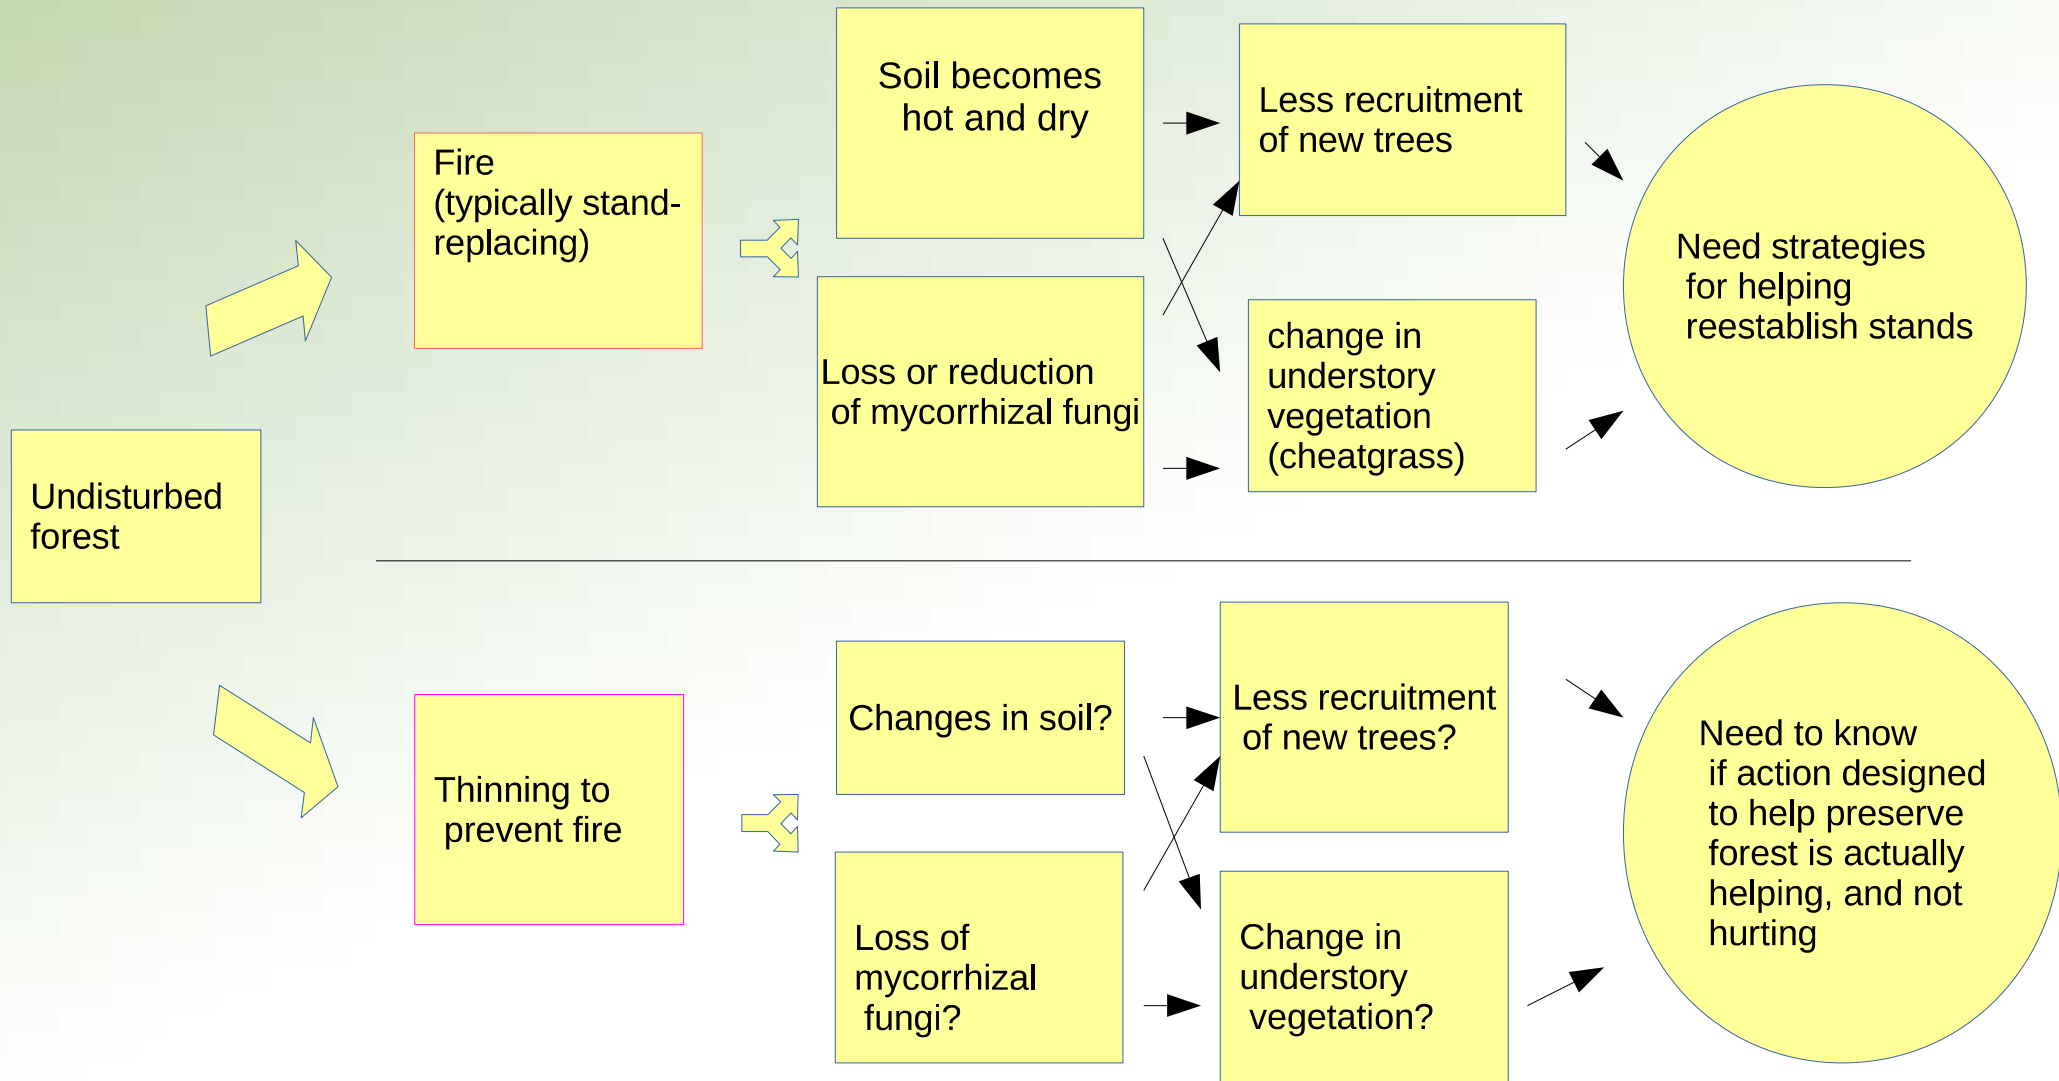 Undisturbed
forest
Fire
(typically stand-
replacing)
Soil becomes
hot and dry
Loss or reduction
of mycorrhizal fungi
Less recruitment
of new trees
change in
understory
vegetation
(cheatgrass)
Need strategies
for helping
reestablish stands
Thinning to
prevent fire
Changes in soil?
Loss of
mycorrhizal
fungi?
Less recruitment
of new trees?
Change in
understory
vegetation?
Need to know
if action designed
to help preserve
forest is actually
helping, and not
hurting